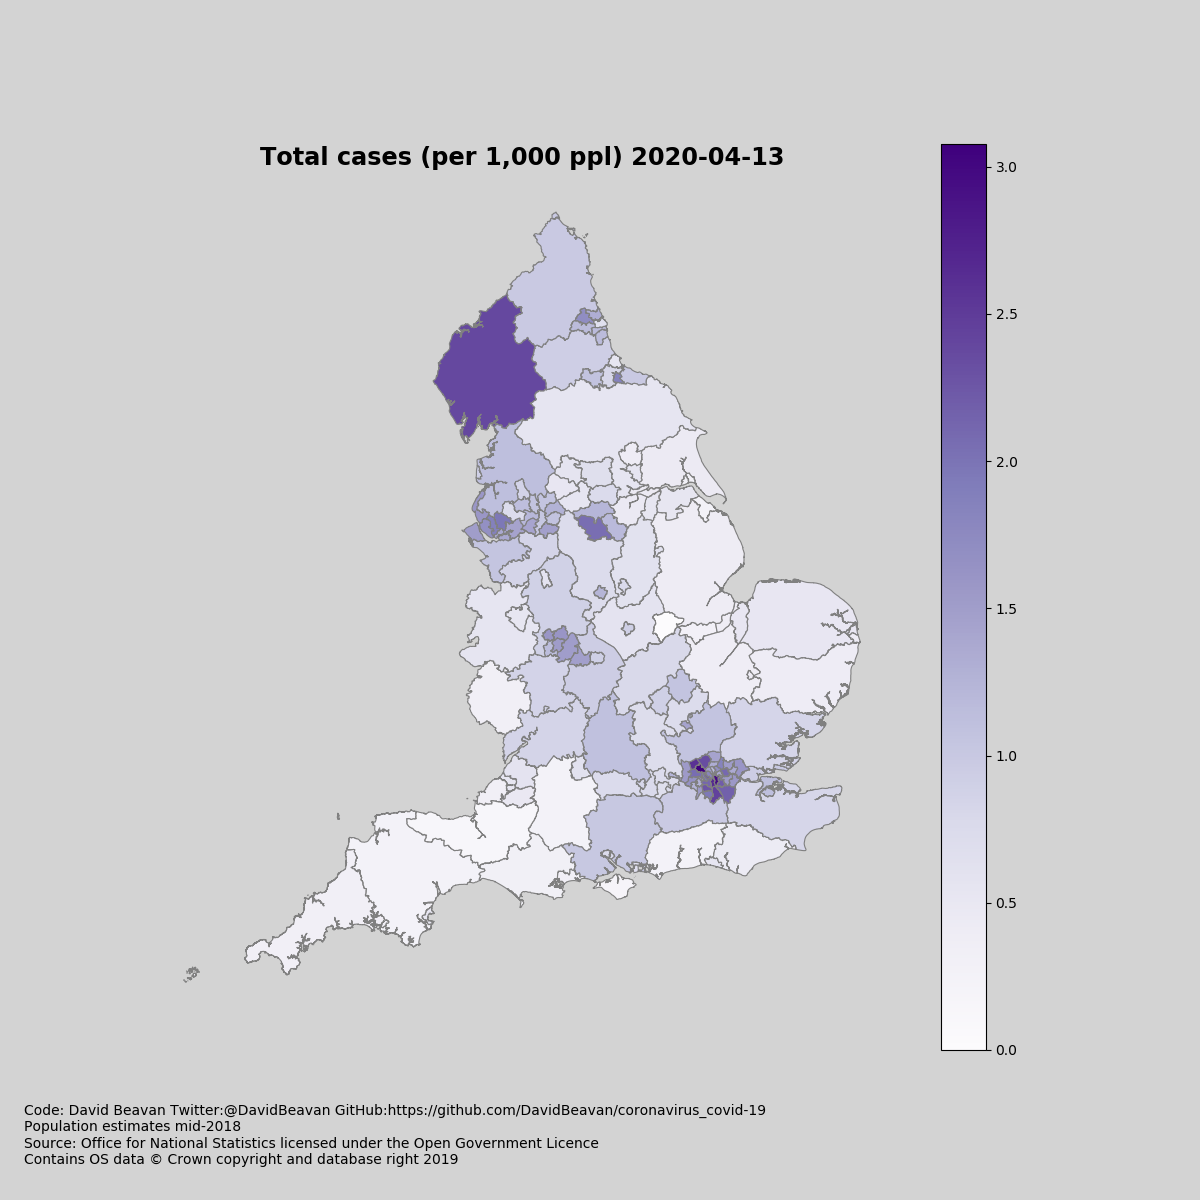 Total cases (per 1,000 ppl) 2020-04-13
3.0
2.5
2.0
1.5
1.0
0.5
0.0
Code: David Beavan Twitter:@DavidBeavan GitHub:https://github.com/DavidBeavan/coronavirus_covid-19
Population estimates mid-2018
Source: Office for National Statistics licensed under the Open Government Licence
Contains OS data © Crown copyright and database right 2019